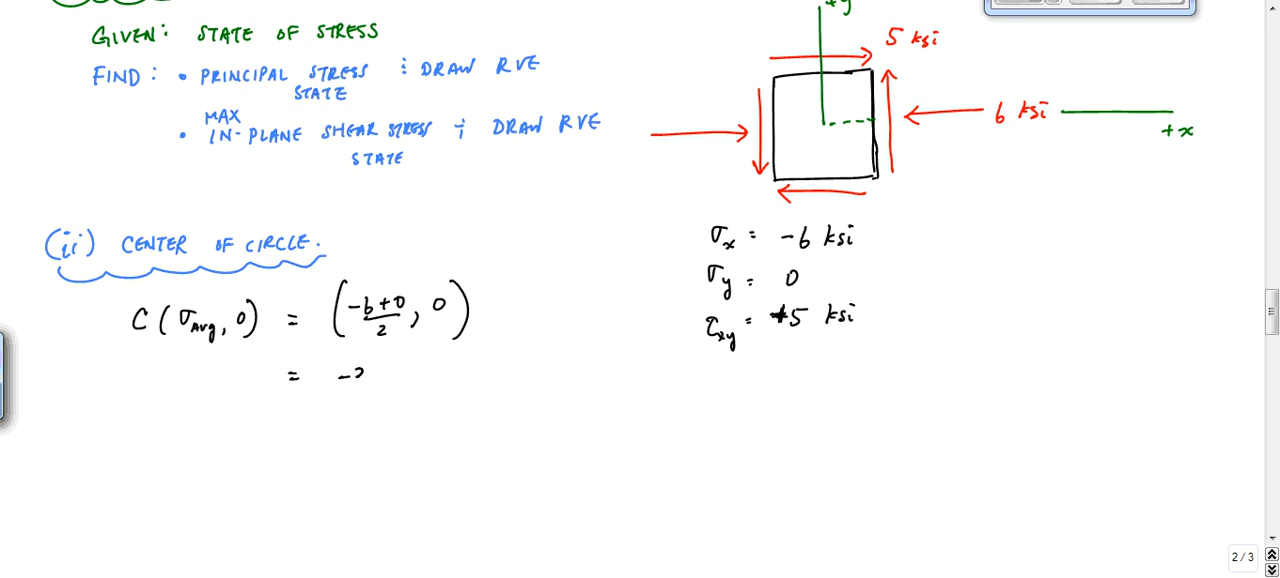 +y
GIVEN: STATE OF STRESS
5 ksi
FIND: • PRINCIPAL STRESS STATE ; DRAW RVE
6 ksi
+x
• MAX IN-PLANE SHEAR STRESS STATE ; DRAW RVE
(ii) CENTER OF CIRCLE.
σx = -6 ksi
σy = 0
τxy = +5 ksi
C(σAvg, 0) = (-6+0/2, 0)
= -
2 / 3